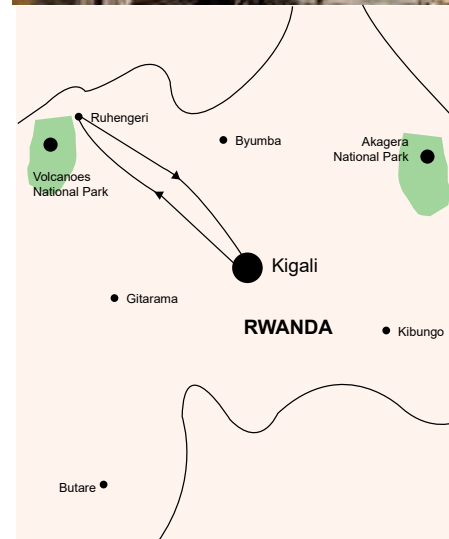 Ruhengeri
Byumba
Akagera
National Park
Volcanoes
National Park
Kigali
Gitarama
RWANDA
Kibungo
Butare